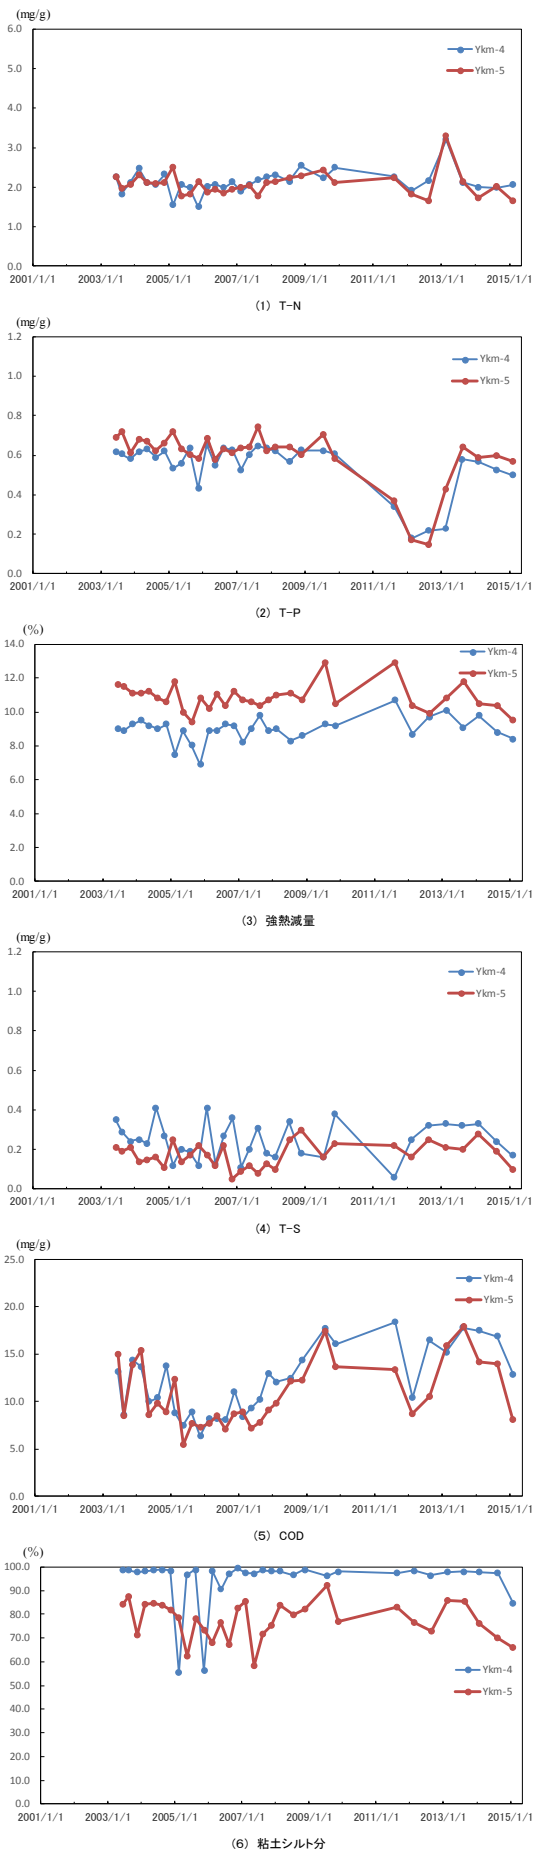 (mg/g)
6.0
5.0
4.0
3.0
2.0
1.0
0.0
Ykm-4
Ykm-5
2001/1/1 2003/1/1 2005/1/1 2007/1/1 2009/1/1 2011/1/1 2013/1/1 2015/1/1
(1) T-N
(mg/g)
1.2
1.0
0.8
0.6
0.4
0.2
0.0
Ykm-4
Ykm-5
2001/1/1 2003/1/1 2005/1/1 2007/1/1 2009/1/1 2011/1/1 2013/1/1 2015/1/1
(2) T-P
(%)
14.0
12.0
10.0
8.0
6.0
4.0
2.0
0.0
Ykm-4
Ykm-5
2001/1/1 2003/1/1 2005/1/1 2007/1/1 2009/1/1 2011/1/1 2013/1/1 2015/1/1
(3) 強熱減量
(mg/g)
1.2
1.0
0.8
0.6
0.4
0.2
0.0
Ykm-4
Ykm-5
2001/1/1 2003/1/1 2005/1/1 2007/1/1 2009/1/1 2011/1/1 2013/1/1 2015/1/1
(4) T-S
(mg/g)
25.0
20.0
15.0
10.0
5.0
0.0
Ykm-4
Ykm-5
2001/1/1 2003/1/1 2005/1/1 2007/1/1 2009/1/1 2011/1/1 2013/1/1 2015/1/1
(5) COD
(%)
100.0
90.0
80.0
70.0
60.0
50.0
40.0
30.0
20.0
10.0
0.0
Ykm-4
Ykm-5
2001/1/1 2003/1/1 2005/1/1 2007/1/1 2009/1/1 2011/1/1 2013/1/1 2015/1/1
(6) 粘土シルト分